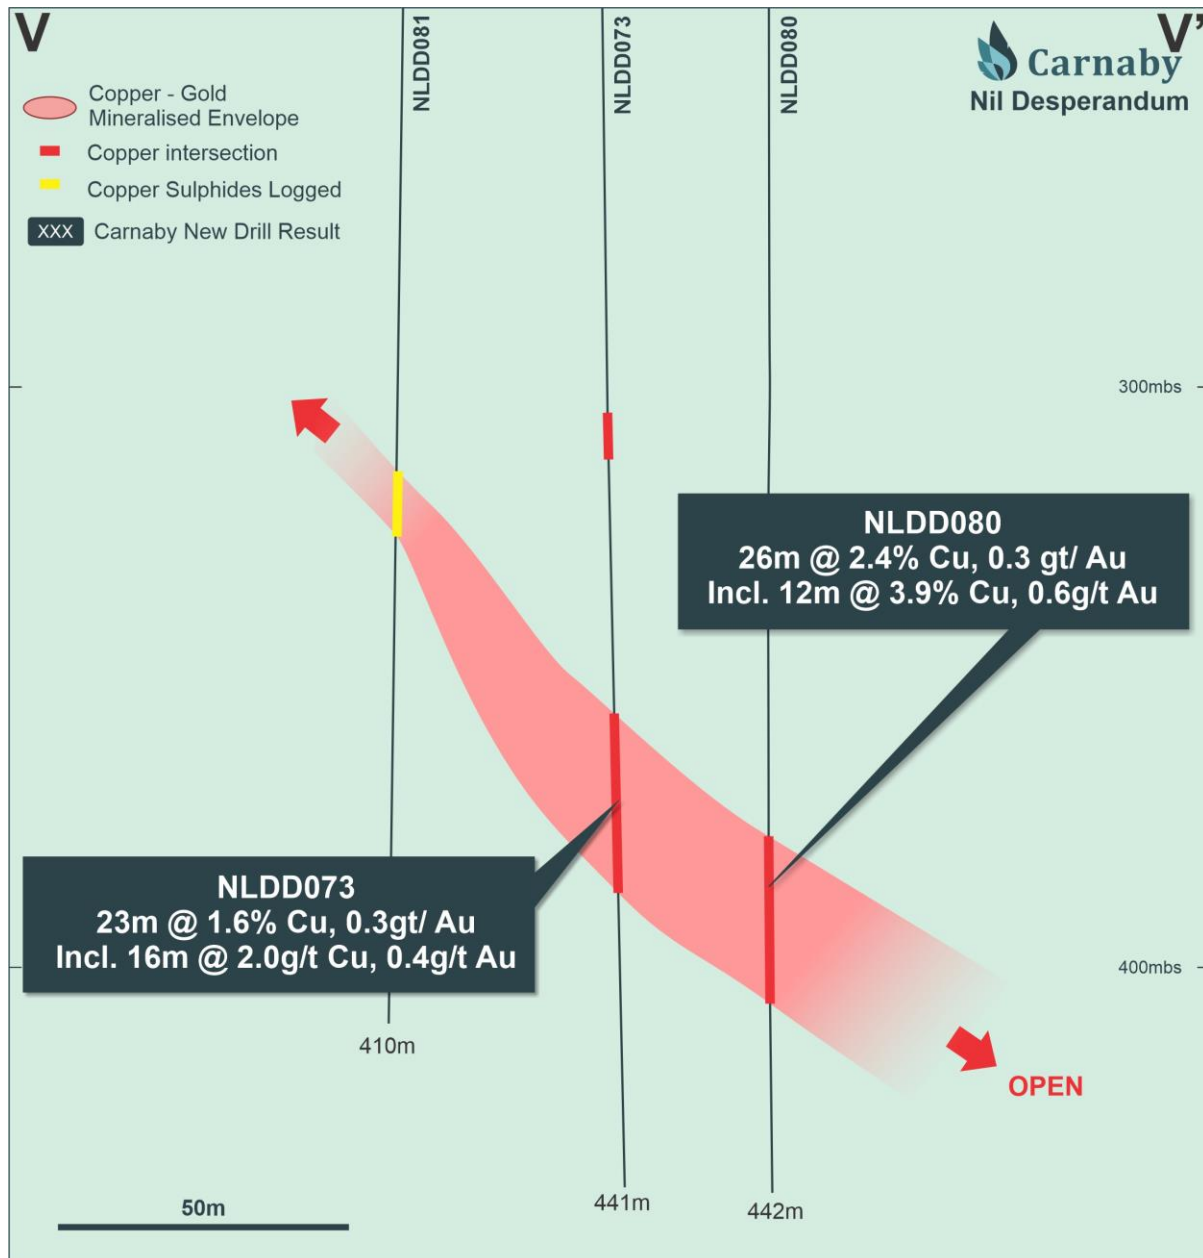 V
V'
NLDD081
NLDD073
NLDD080
Carnaby
Nil Desperandum
Copper - Gold
Mineralised Envelope
Copper intersection
Copper Sulphides Logged
XXX Carnaby New Drill Result
300mbs
NLDD080
26m @ 2.4% Cu, 0.3 gt/ Au
Incl. 12m @ 3.9% Cu, 0.6g/t Au
NLDD073
23m @ 1.6% Cu, 0.3gt/ Au
Incl. 16m @ 2.0g/t Cu, 0.4g/t Au
400mbs
410m
OPEN
441m
442m
50m